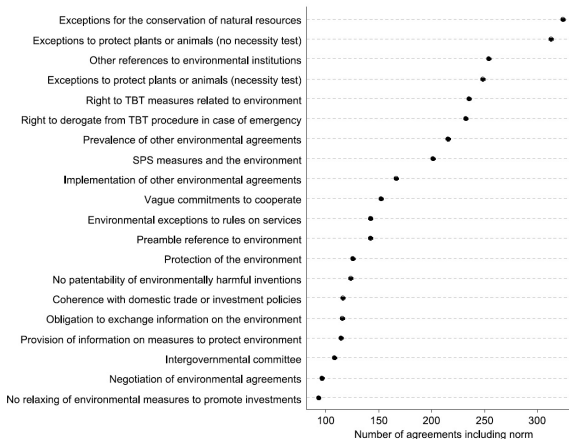 Exceptions for the conservation of natural resources
Exceptions to protect plants or animals (no necessity test)
Other references to environmental institutions
Exceptions to protect plants or animals (necessity test)
Right to TBT measures related to environment
Right to derogate from TBT procedure in case of emergency
Prevalence of other environmental agreements
SPS measures and the environment
Implementation of other environmental agreements
Vague commitments to cooperate
Environmental exceptions to rules on services
Preamble reference to environment
Protection of the environment
No patentability of environmentally harmful inventions
Coherence with domestic trade or investment policies
Obligation to exchange information on the environment
Provision of information on measures to protect environment
Intergovernmental committee
Negotiation of environmental agreements
No relaxing of environmental measures to promote investments
100 150 200 250 300
Number of agreements including norm